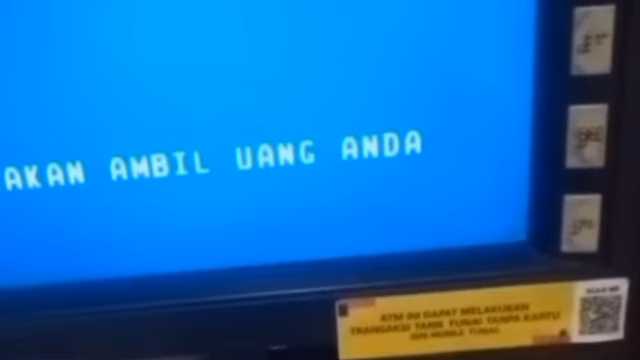 AKAN AMBIL UANG ANDA
ATM INI DAPAT MELAKUKAN
TRANSAKSI TARIK TUNAI TANPA KARTU